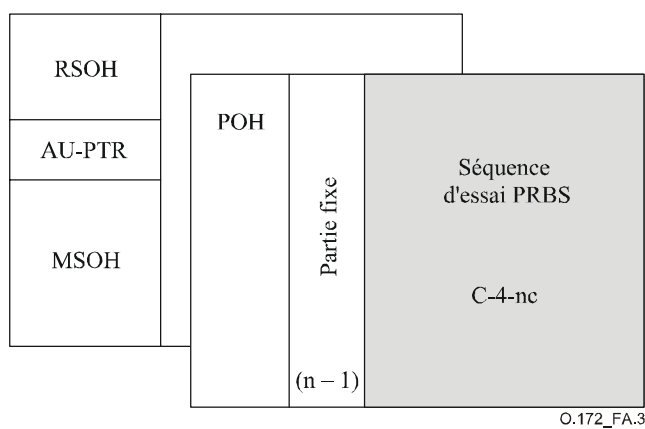 RSOH
AU-PTR
MSOH
POH
Partie fixe
(n – 1)
Séquence
d'essai PRBS
C-4-nc
O.172_FA.3